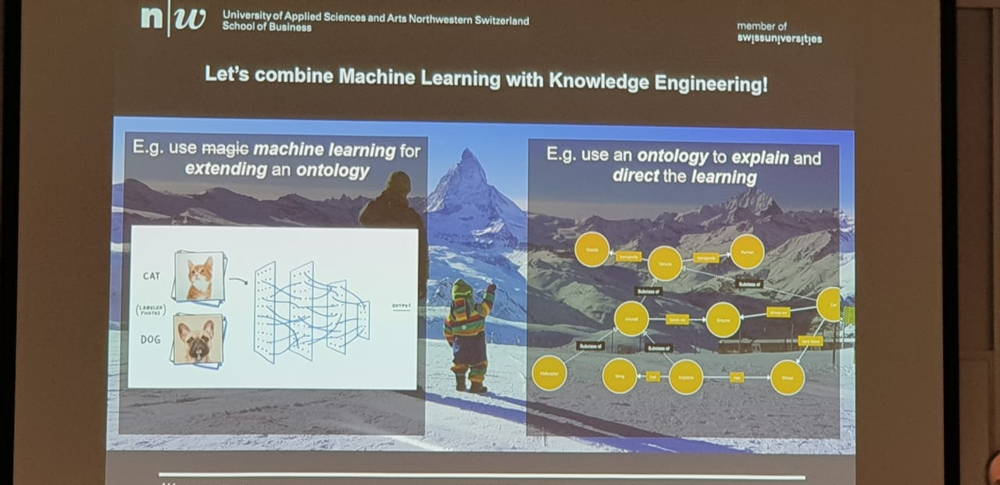 n|w
University of Applied Sciences and Arts Northwestern Switzerland
School of Business
member of
swissuniversities
Let's combine Machine Learning with Knowledge Engineering!
E.g. use magic machine learning for
extending an ontology
CAT
(LABELED
PHOTOS)
DOG
OUTPUT
E.g. use an ontology to explain and
direct the learning
Goods
transports
Vehicle
transports
Human
Subclass of
Subclass of
Car
Aircraft
lands on
Ground
drives on
Subclass of
Subclass of
cars have
Helicopter
Wing
has
Airplane
has
Wheel